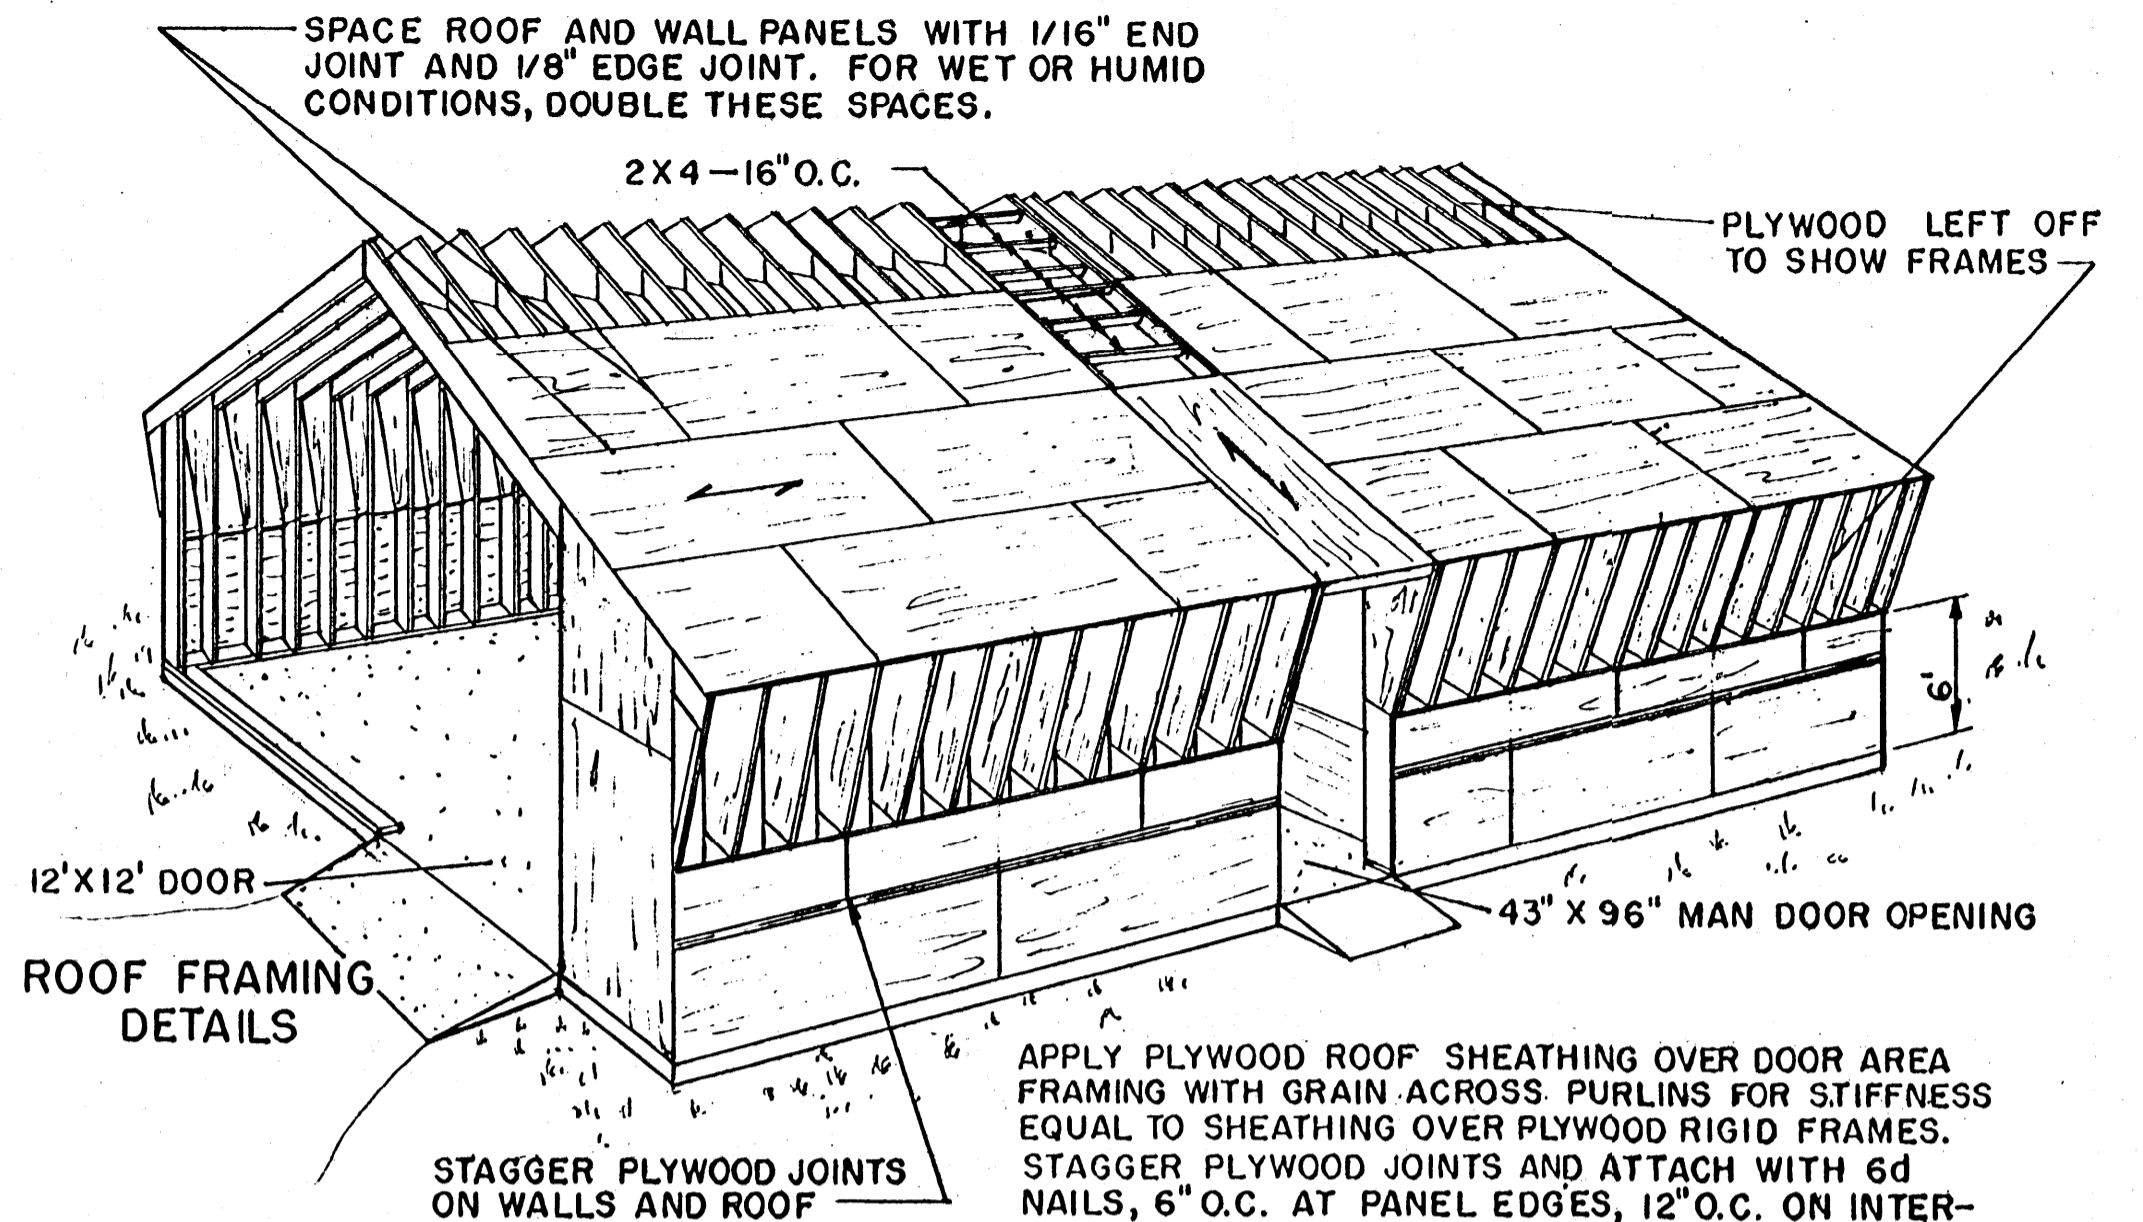 SPACE ROOF AND WALL PANELS WITH 1/16" END
JOINT AND 1/8" EDGE JOINT. FOR WET OR HUMID
CONDITIONS, DOUBLE THESE SPACES.
2X4—16" O.C.
PLYWOOD LEFT OFF
TO SHOW FRAMES
6'
12'X12' DOOR
43" X 96" MAN DOOR OPENING
ROOF FRAMING
DETAILS
STAGGER PLYWOOD JOINTS
ON WALLS AND ROOF
APPLY PLYWOOD ROOF SHEATHING OVER DOOR AREA
FRAMING WITH GRAIN ACROSS PURLINS FOR STIFFNESS
EQUAL TO SHEATHING OVER PLYWOOD RIGID FRAMES.
STAGGER PLYWOOD JOINTS AND ATTACH WITH 6d
NAILS, 6" O.C. AT PANEL EDGES, 12" O.C. ON INTER-